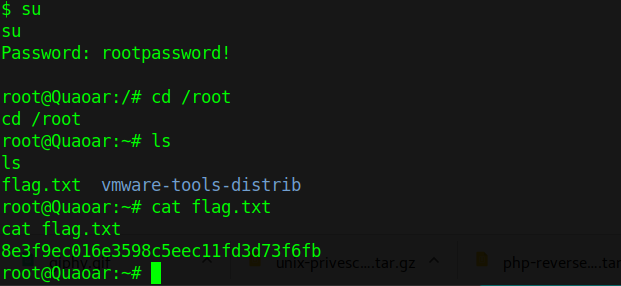 $ su
su
Password: rootpassword!
root@Quaoar:/# cd /root
cd /root
root@Quaoar:~# ls
ls
flag.txt  vmware-tools-distrib
root@Quaoar:~# cat flag.txt
cat flag.txt
8e3f9ec016e3598c5eec11fd3d73f6fb
unix-privesc....tar.gz
php-reverse....tar
root@Quaoar:~#